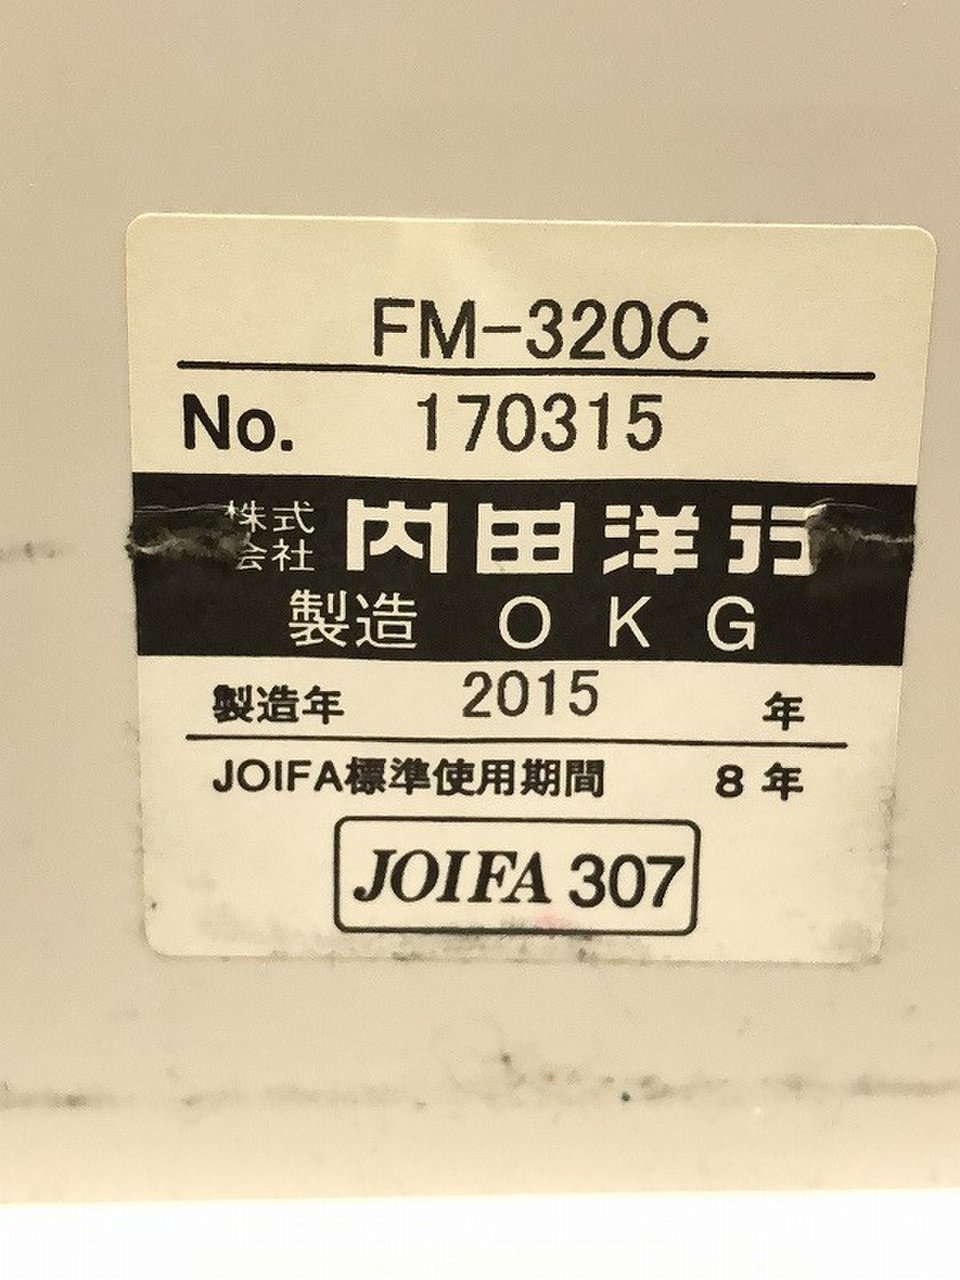 FM-320C
No. 170315
株式会社 内田洋行
製造 OKG
製造年 2015 年
JOIFA標準使用期間 8年
JOIFA 307